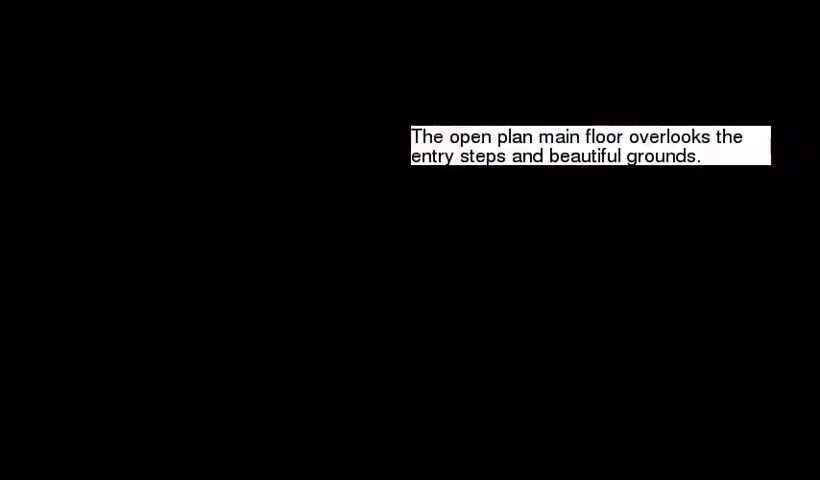 The open plan main floor overlooks the
entry steps and beautiful grounds.